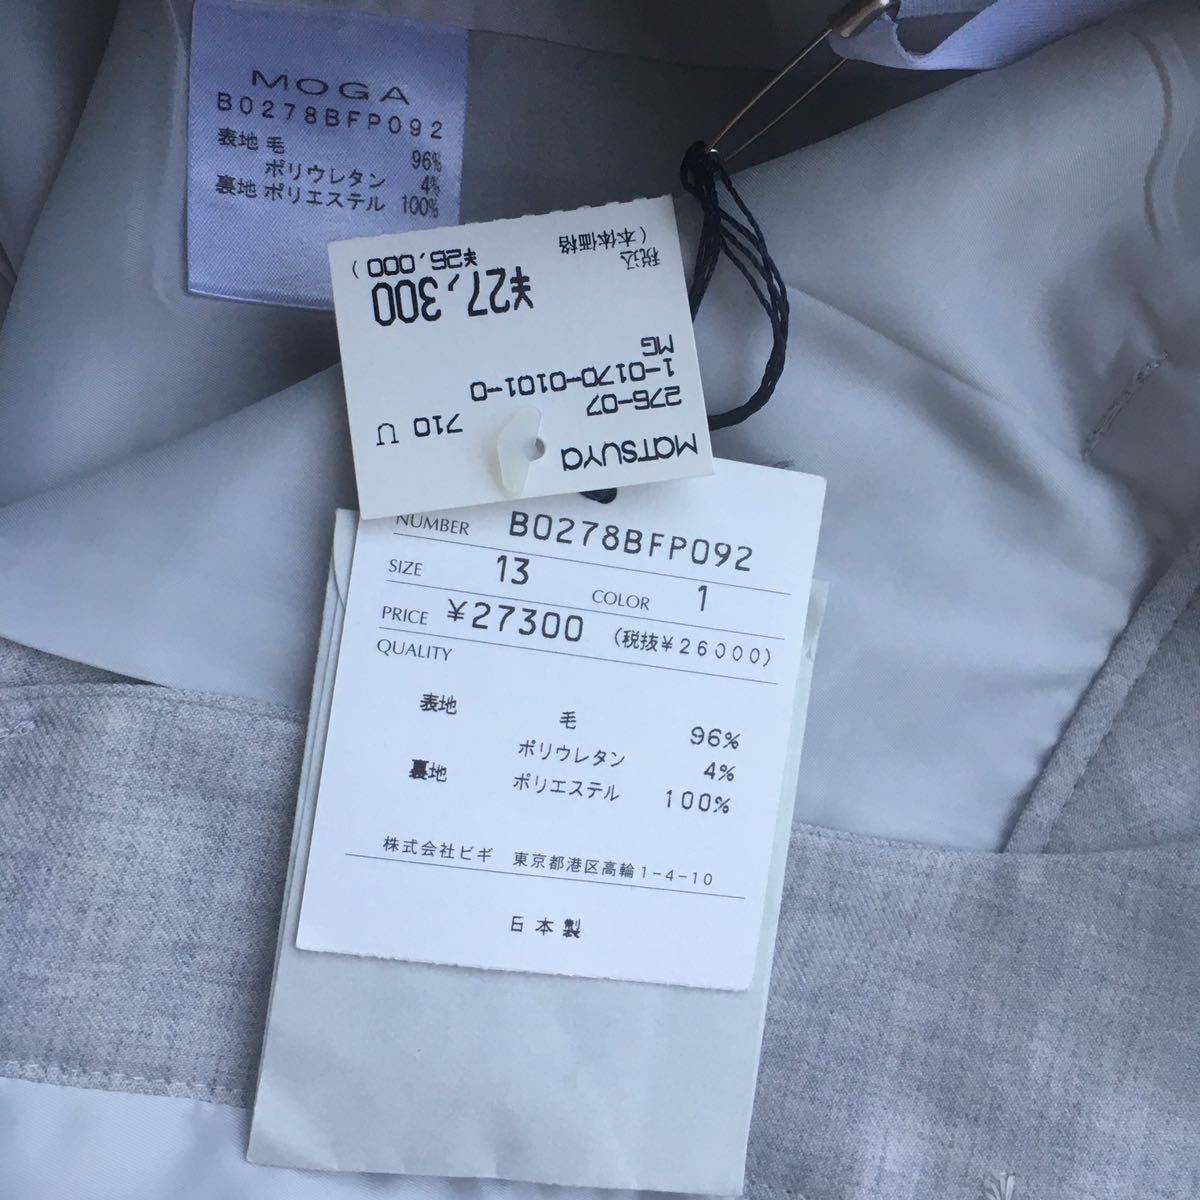 MOGA
B0278BFP092
表地 毛 96%
ポリウレタン 4%
裏地 ポリエステル 100%
MATSUYA
276-07 710 U
1-0170-0101-0
MG
¥27,300
税込
(本体価格 ¥26,000)
NUMBER B0278BFP092
SIZE 13 COLOR 1
PRICE ¥27300 (税抜¥26000)
QUALITY
表地 毛 96%
ポリウレタン 4%
裏地 ポリエステル 100%
株式会社ビギ 東京都港区高輪1-4-10
日本製